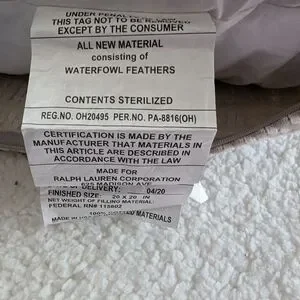 UNDER PENALTY
THIS TAG NOT TO BE REMOVED
EXCEPT BY THE CONSUMER
ALL NEW MATERIAL
consisting of
WATERFOWL FEATHERS
CONTENTS STERILIZED
REG.NO. OH20495 PER.NO. PA-8816(OH)
CERTIFICATION IS MADE BY THE
MANUFACTURER THAT MATERIALS IN
THIS ARTICLE ARE DESCRIBED IN
ACCORDANCE WITH THE LAW
MADE FOR
RALPH LAUREN CORPORATION
MADISON AVE
DELIVERY: 04/20
FINISHED SIZE: 20 X 20 IN
NET WEIGHT OF FILLING MATERIAL:
FEDERAL RN# 115602
MADE IN MATERIALS